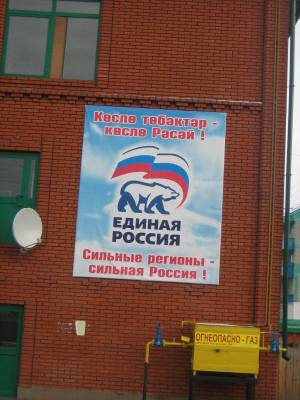 Көслө төбәктәр -
көслө Рәсәй !
ЕДИНАЯ
РОССИЯ
Сильные регионы -
сильная Россия !
ОГНЕОПАСНО - ГАЗ